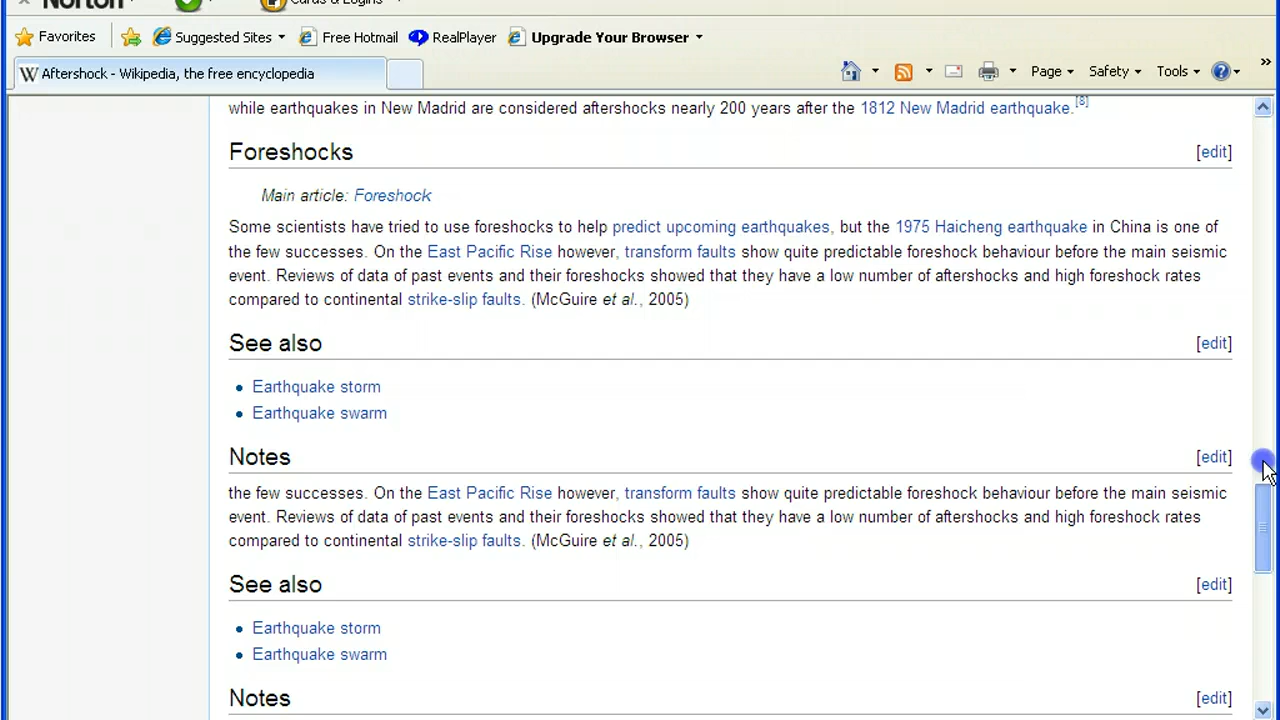 Norton
Cards & Logins
Favorites Suggested Sites Free Hotmail RealPlayer Upgrade Your Browser
Aftershock - Wikipedia, the free encyclopedia Page Safety Tools
while earthquakes in New Madrid are considered aftershocks nearly 200 years after the 1812 New Madrid earthquake.[8]
Foreshocks [edit]
Main article: Foreshock
Some scientists have tried to use foreshocks to help predict upcoming earthquakes, but the 1975 Haicheng earthquake in China is one of
the few successes. On the East Pacific Rise however, transform faults show quite predictable foreshock behaviour before the main seismic
event. Reviews of data of past events and their foreshocks showed that they have a low number of aftershocks and high foreshock rates
compared to continental strike-slip faults. (McGuire et al., 2005)
See also [edit]
Earthquake storm
Earthquake swarm
Notes [edit]
the few successes. On the East Pacific Rise however, transform faults show quite predictable foreshock behaviour before the main seismic
event. Reviews of data of past events and their foreshocks showed that they have a low number of aftershocks and high foreshock rates
compared to continental strike-slip faults. (McGuire et al., 2005)
See also [edit]
Earthquake storm
Earthquake swarm
Notes [edit]